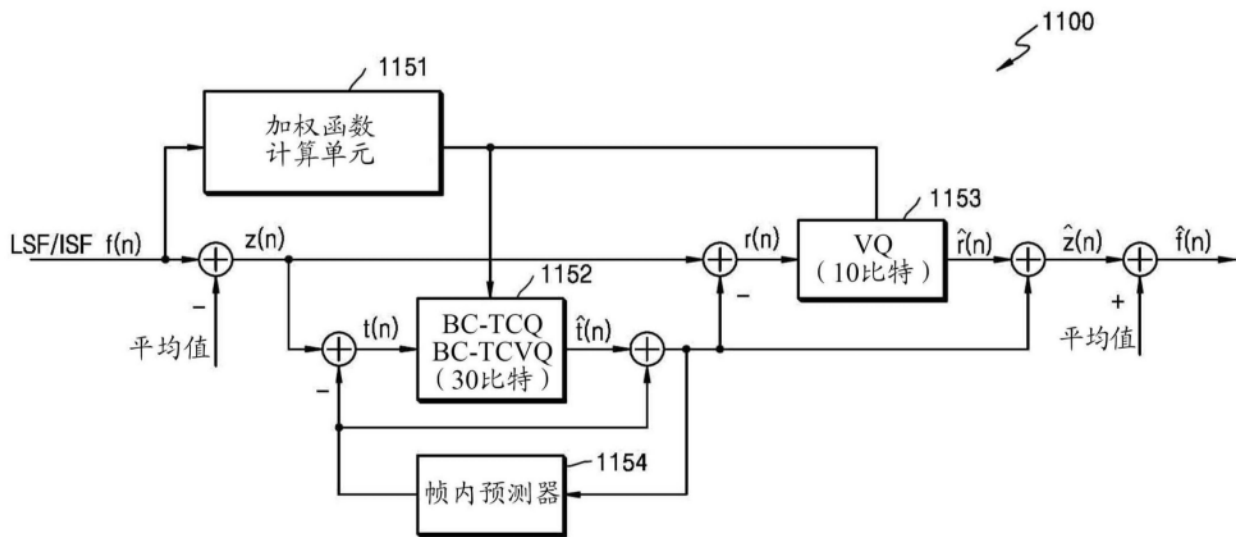 1100
1151
加权函数
计算单元
LSF/ISF f(n)
z(n)
r(n)
1153
VQ
(10比特)
r̂(n)
ẑ(n)
f̂(n)
-
平均值
1152
t(n)
BC-TCQ
BC-TCVQ
(30比特)
t̂(n)
-
-
+
平均值
1154
帧内预测器